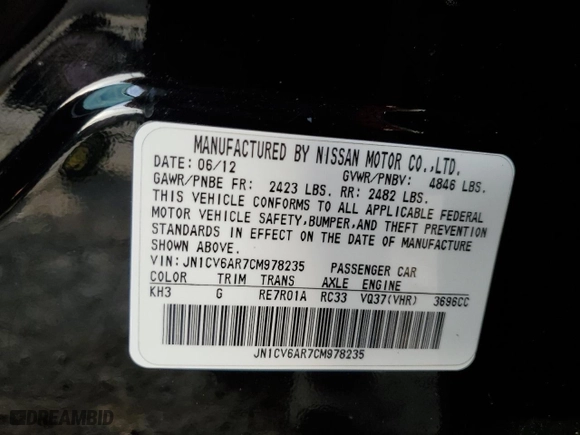 MANUFACTURED BY NISSAN MOTOR CO.,LTD.
DATE: 06/12 GVWR/PNBV: 4846 LBS.
GAWR/PNBE FR: 2423 LBS. RR: 2482 LBS.
THIS VEHICLE CONFORMS TO ALL APPLICABLE FEDERAL
MOTOR VEHICLE SAFETY,BUMPER,AND THEFT PREVENTION
STANDARDS IN EFFECT ON THE DATE OF MANUFACTURE
SHOWN ABOVE.
VIN: JN1CV6AR7CM978235 PASSENGER CAR
COLOR TRIM TRANS AXLE ENGINE
KH3 G RE7R01A RC33 VQ37(VHR) 3696CC
JN1CV6AR7CM978235
DREAMBID